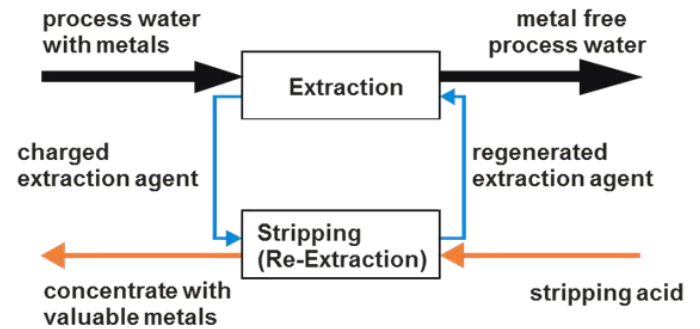 process water
with metals
metal free
process water
Extraction
charged
extraction agent
regenerated
extraction agent
Stripping
(Re-Extraction)
concentrate with
valuable metals
stripping acid